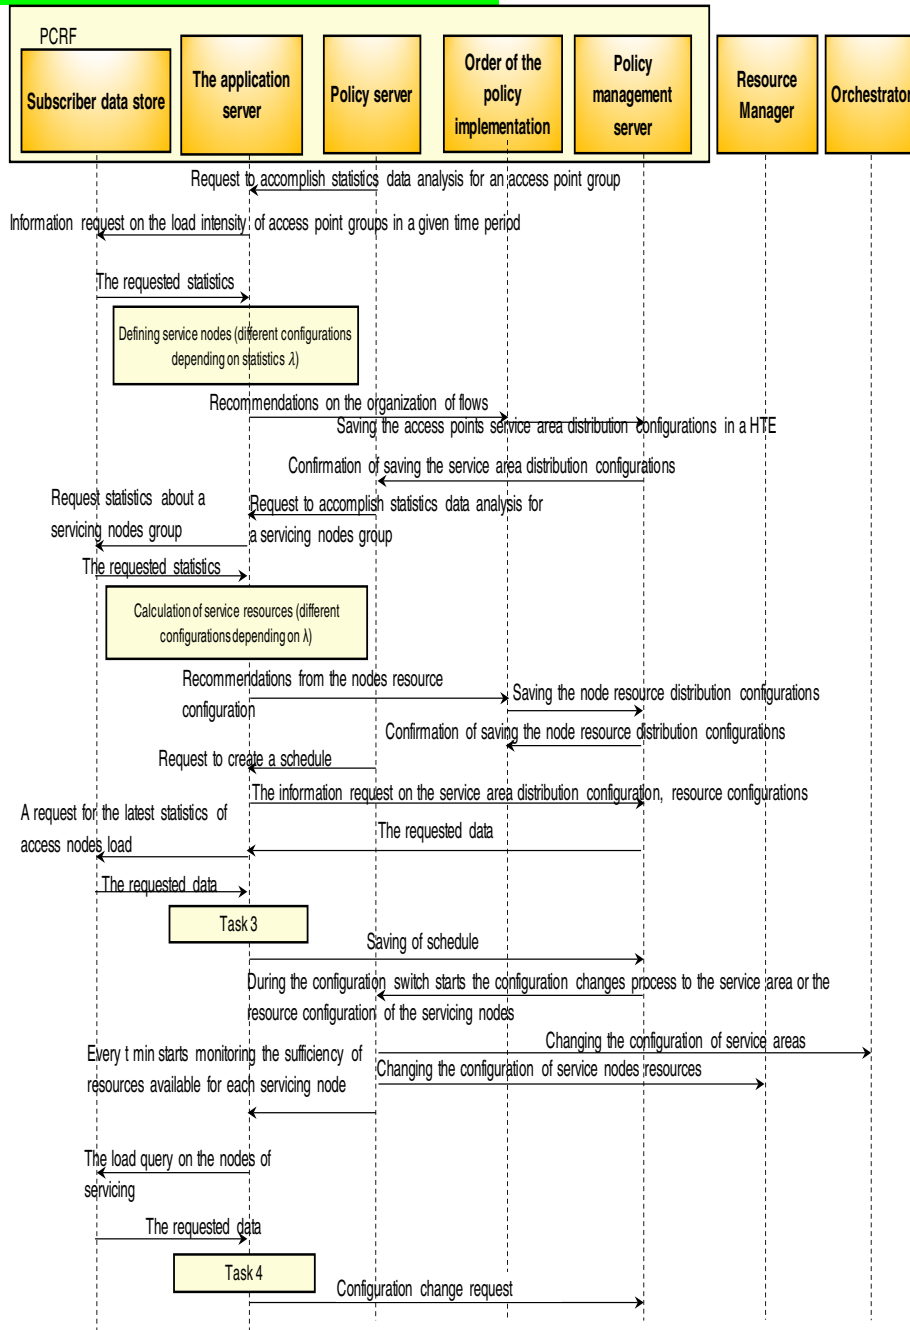 PCRF
Subscriber data store
The application
server
Policy server
Order of the
policy
implementation
Policy
management
server
Resource
Manager
Orchestrator
Request to accomplish statistics data analysis for an access point group
Information request on the load intensity of access point groups in a given time period
The requested statistics
Defining service nodes (different configurations
depending on statistics λ)
Recommendations on the organization of flows
Saving the access points service area distribution configurations in a HTE
Confirmation of saving the service area distribution configurations
Request statistics about a
servicing nodes group
Request to accomplish statistics data analysis for
a servicing nodes group
The requested statistics
Calculation of service resources (different
configurations depending on λ)
Recommendations from the nodes resource
configuration
Saving the node resource distribution configurations
Confirmation of saving the node resource distribution configurations
Request to create a schedule
The information request on the service area distribution configuration, resource configurations
A request for the latest statistics of
access nodes load
The requested data
The requested data
Task 3
Saving of schedule
During the configuration switch starts the configuration changes process to the service area or the
resource configuration of the servicing nodes
Changing the configuration of service areas
Every t min starts monitoring the sufficiency of
resources available for each servicing node
Changing the configuration of service nodes resources
The load query on the nodes of
servicing
The requested data
Task 4
Configuration change request